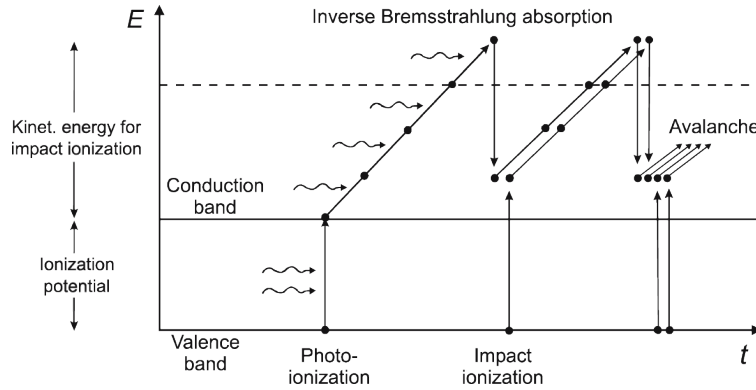 E
Inverse Bremsstrahlung absorption
Kinet. energy for
impact ionization
Avalanche
Conduction
band
Ionization
potential
Valence
band
Photo-
ionization
Impact
ionization
t